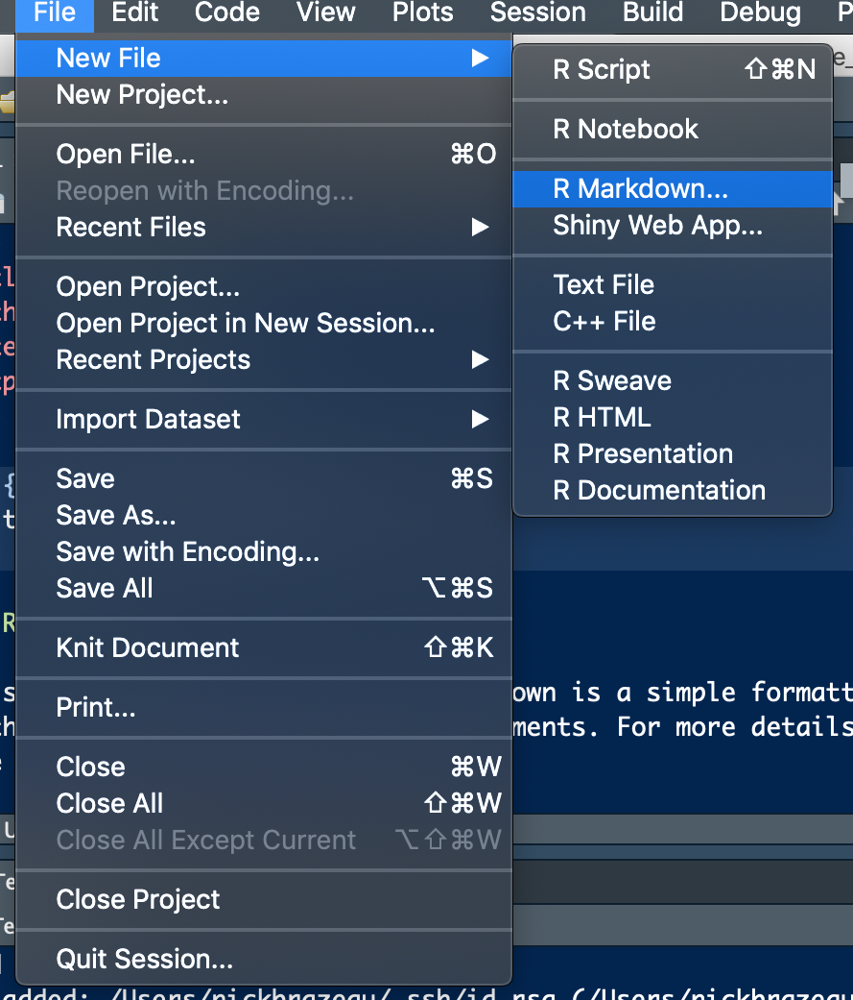 File Edit Code View Plots Session Build Debug
New File
New Project...
Open File... ⌘O
Reopen with Encoding...
Recent Files
Open Project...
Open Project in New Session...
Recent Projects
Import Dataset
Save ⌘S
Save As...
Save with Encoding...
Save All ⌥⌘S
Knit Document ⇧⌘K
Print...
Close ⌘W
Close All ⇧⌘W
Close All Except Current ⌥⇧⌘W
Close Project
Quit Session...
R Script ⇧⌘N
R Notebook
R Markdown...
Shiny Web App...
Text File
C++ File
R Sweave
R HTML
R Presentation
R Documentation
own is a simple formatt
ments. For more details